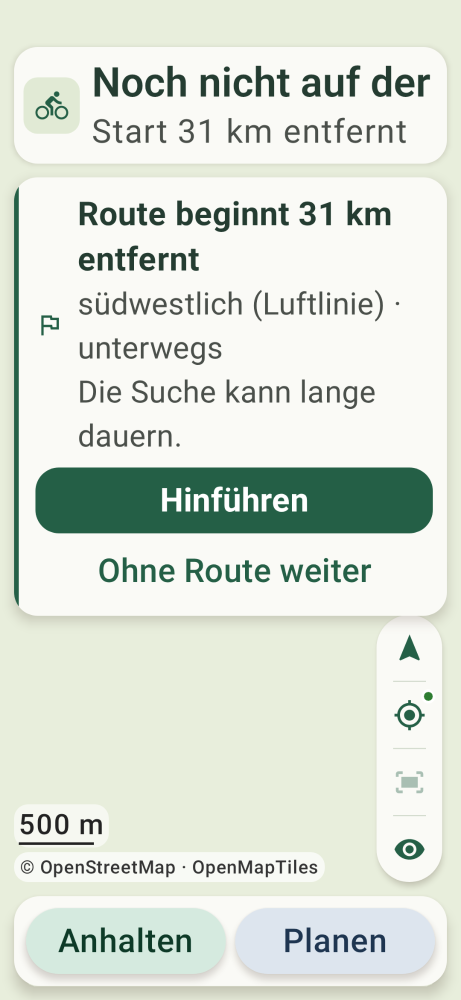 Noch nicht auf der
Start 31 km entfernt
Route beginnt 31 km
entfernt
südwestlich (Luftlinie) ·
unterwegs
Die Suche kann lange
dauern.
Hinführen
Ohne Route weiter
500 m
© OpenStreetMap · OpenMapTiles
Anhalten
Planen